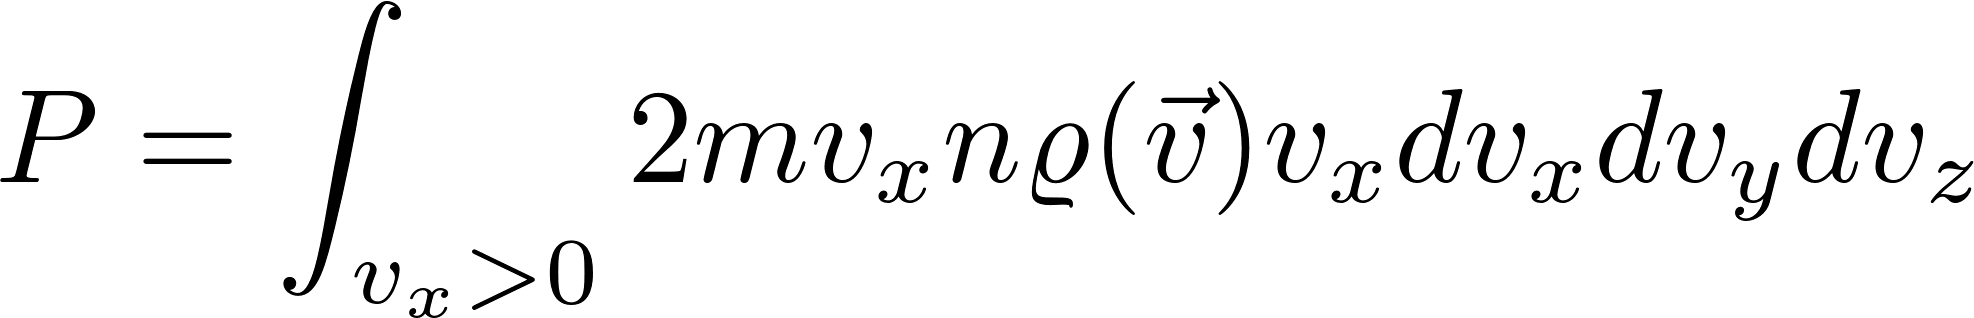 $P = \int_{v_x>0} 2mv_x n\varrho(\vec{v})v_x dv_x dv_y dv_z$